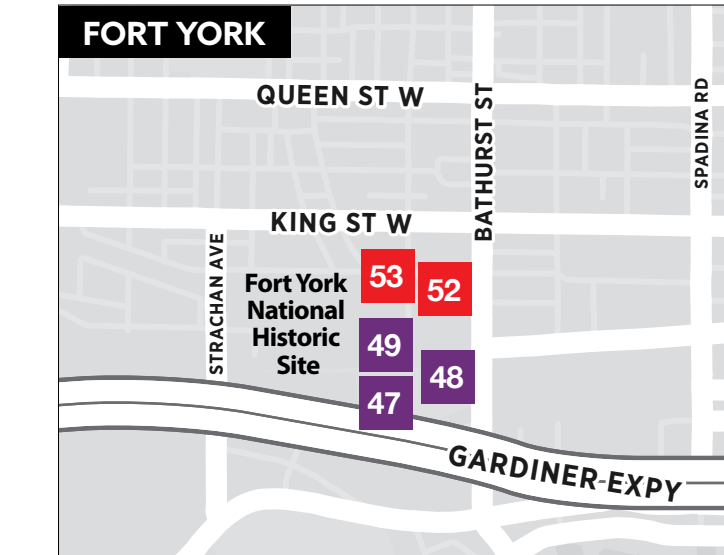 FORT YORK
QUEEN ST W
BATHURST ST
SPADINA RD
KING ST W
STRACHAN AVE
Fort York
National
Historic
Site
53
52
49
48
47
GARDINER EXPY